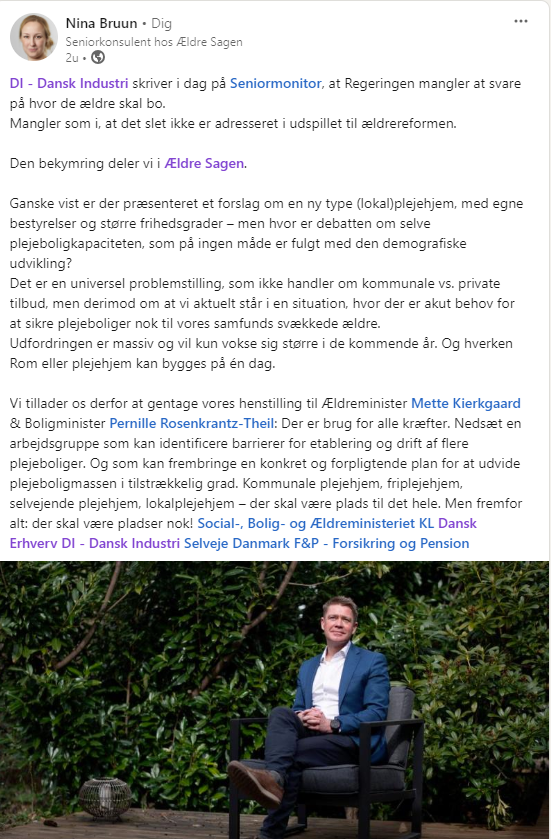 Nina Bruun • Dig
Seniorkonsulent hos Ældre Sagen
2u •
DI - Dansk Industri skriver i dag på Seniormonitor, at Regeringen mangler at svare
på hvor de ældre skal bo.
Mangler som i, at det slet ikke er adresseret i udspillet til ældrereformen.
Den bekymring deler vi i Ældre Sagen.
Ganske vist er der præsenteret et forslag om en ny type (lokal)plejehjem, med egne
bestyrelser og større frihedsgrader – men hvor er debatten om selve
plejeboligkapaciteten, som på ingen måde er fulgt med den demografiske
udvikling?
Det er en universel problemstilling, som ikke handler om kommunale vs. private
tilbud, men derimod om at vi aktuelt står i en situation, hvor der er akut behov for
at sikre plejeboliger nok til vores samfunds svækkede ældre.
Udfordringen er massiv og vil kun vokse sig større i de kommende år. Og hverken
Rom eller plejehjem kan bygges på én dag.
Vi tillader os derfor at gentage vores henstilling til Ældreminister Mette Kierkgaard
& Boligminister Pernille Rosenkrantz-Theil: Der er brug for alle kræfter. Nedsæt en
arbejdsgruppe som kan identificere barrierer for etablering og drift af flere
plejeboliger. Og som kan frembringe en konkret og forpligtende plan for at udvide
plejeboligmassen i tilstrækkelig grad. Kommunale plejehjem, friplejehjem,
selvejende plejehjem, lokalplejehjem – der skal være plads til det hele. Men fremfor
alt: der skal være pladser nok! Social-, Bolig- og Ældreministeriet KL Dansk
Erhverv DI - Dansk Industri Selveje Danmark F&P - Forsikring og Pension